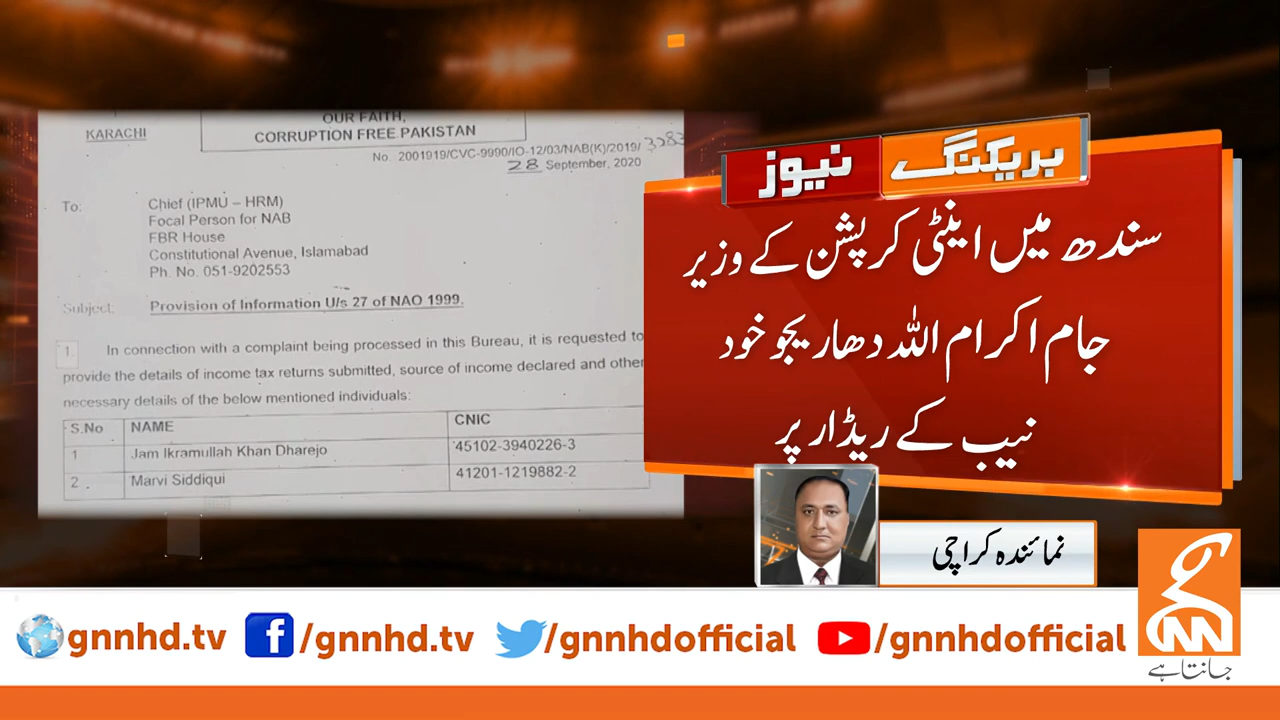 KARACHI
OUR FAITH,
CORRUPTION FREE PAKISTAN
No. 2001919/CVC-9990/IO-12/03/NAB(K)/2019/3283
28 September, 2020
To:
Chief (IPMU – HRM)
Focal Person for NAB
FBR House
Constitutional Avenue, Islamabad
Ph. No. 051-9202553
Subject: Provision of Information U/s 27 of NAO 1999.
1. In connection with a complaint being processed in this Bureau, it is requested to
provide the details of income tax returns submitted, source of income declared and other
necessary details of the below mentioned individuals:
S.No NAME CNIC
1 Jam Ikramullah Khan Dharejo 45102-3940226-3
2 . Marvi Siddiqui 41201-1219882-2
بریکنگ نیوز
سندھ میں اینٹی کرپشن کے وزیر
جام اکرام اللہ دھاریجو خود
نیب کے ریڈار پر
نمائندہ کراچی
GNN
جانتا ہے
gnnhd.tv /gnnhd.tv /gnnhdofficial /gnnhdofficial